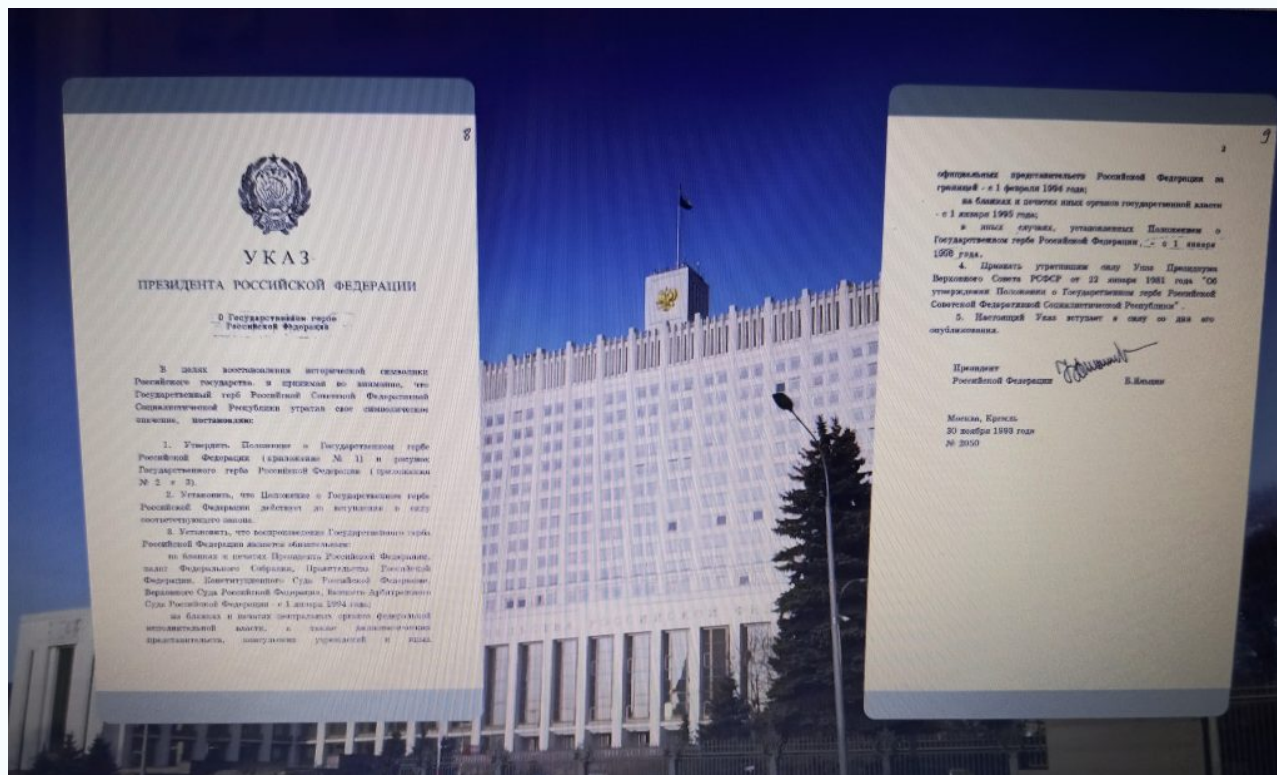 8
УКАЗ
ПРЕЗИДЕНТА РОССИЙСКОЙ ФЕДЕРАЦИИ
О Государственном гербе
Российской Федерации
В целях восстановления исторической символики
Российского государства и принимая во внимание, что
Государственный герб Российской Советской Федеративной
Социалистической Республики утратил свое символическое
значение, постановляю:
1. Утвердить Положение о Государственном гербе
Российской Федерации (приложение № 1) и рисунок
Государственного герба Российской Федерации (приложения
№ 2 и 3).
2. Установить, что Положение о Государственном гербе
Российской Федерации действует до вступления в силу
соответствующего закона.
3. Установить, что воспроизведение Государственного герба
Российской Федерации является обязательным:
на бланках и печатях Президента Российской Федерации,
палат Федерального Собрания, Правительства Российской
Федерации, Конституционного Суда Российской Федерации,
Верховного Суда Российской Федерации, Высшего Арбитражного
Суда Российской Федерации - с 1 января 1994 года;
на бланках и печатях центральных органов федеральной
исполнительной власти, а также дипломатических
представительств, консульских учреждений и иных
9
2
официальных представительств Российской Федерации за
границей - с 1 февраля 1994 года;
на бланках и печатях иных органов государственной власти
- с 1 января 1995 года;
в иных случаях, установленных Положением о
Государственном гербе Российской Федерации, - с 1 января
года.
4. Признать утратившим силу Указ Президиума
Верховного Совета РСФСР от 22 января 1981 года "Об
утверждении Положения о Государственном гербе Российской
Советской Федеративной Социалистической Республики".
5. Настоящий Указ вступает в силу со дня его
опубликования.
Президент
Российской Федерации Б.Ельцин
Москва, Кремль
30 ноября 1993 года
№ 2050